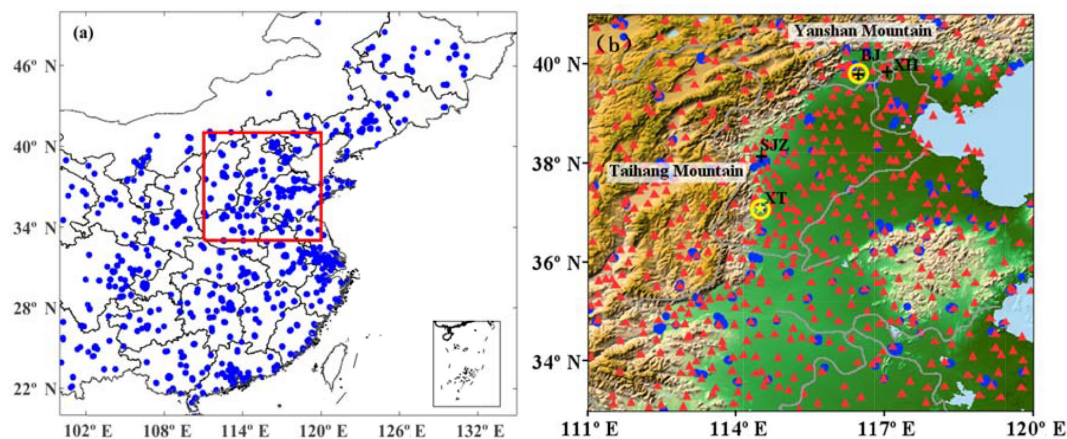 (a)
46° N
40° N
34° N
28° N
22° N
102° E 108° E 114° E 120° E 126° E 132° E
（b）
Yanshan Mountain
BJ
XH
SJZ
Taihang Mountain
XT
40° N
38° N
36° N
34° N
111° E 114° E 117° E 120° E